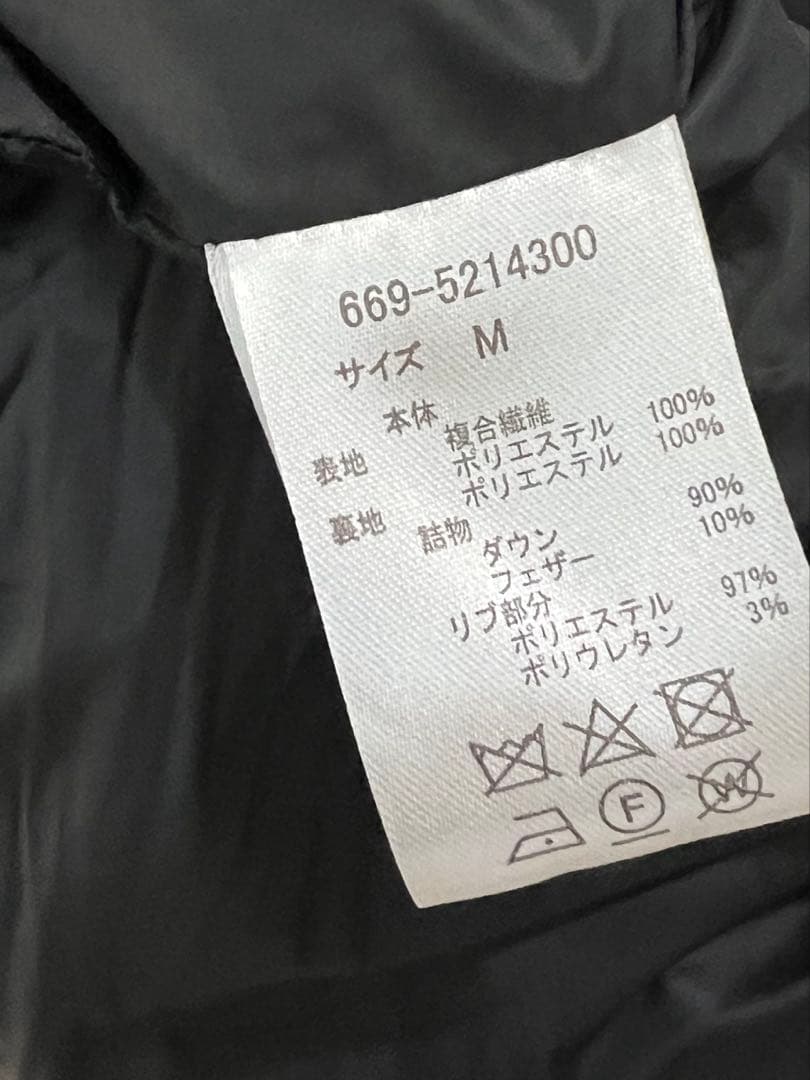 669-5214300
サイズ M
本体
表地 複合繊維
ポリエステル 100%
裏地 ポリエステル 100%
詰物
ダウン 90%
フェザー 10%
リブ部分
ポリエステル 97%
ポリウレタン 3%
F W